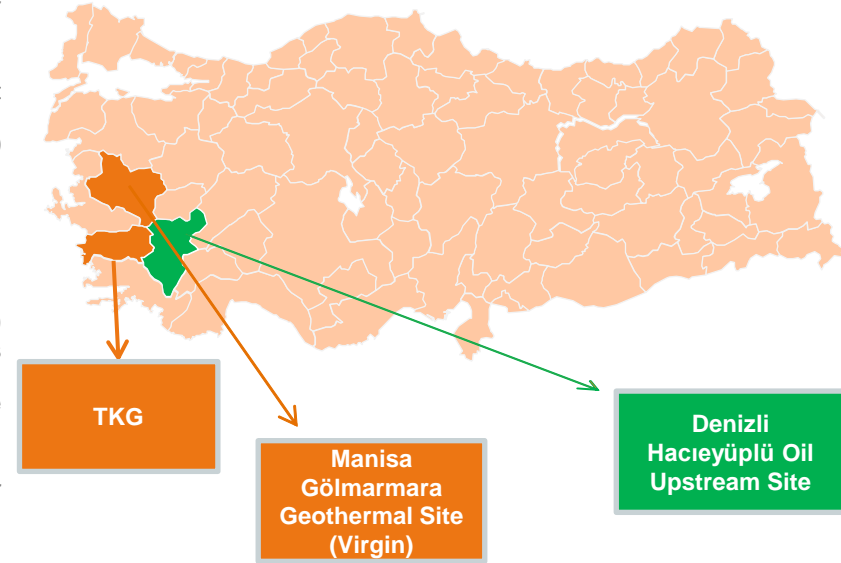 TKG
Manisa
Gölmarmara
Geothermal Site
(Virgin)
Denizli
Hacıeyüplü Oil
Upstream Site